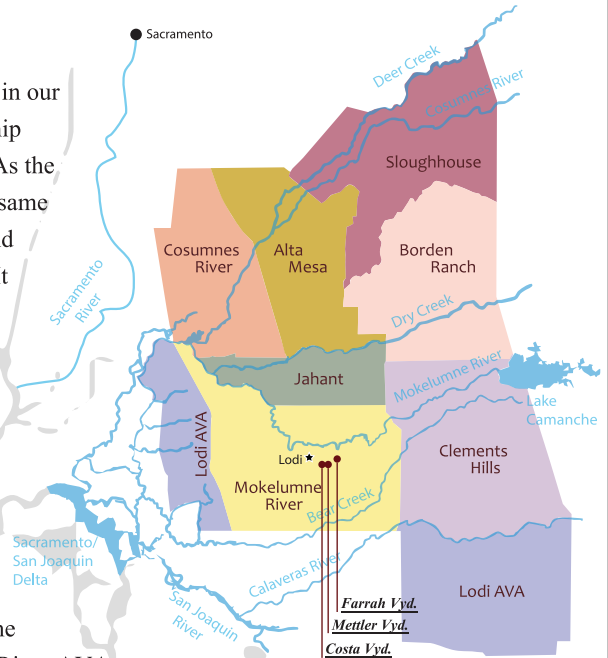 Sacramento
in our
hip
As the
same
Deer Creek
Cosumnes River
Sloughhouse
Cosumnes
River
Alta
Mesa
Borden
Ranch
Sacramento
River
Dry Creek
Jahant
Mokelumne River
Lake
Camanche
Lodi AVA
Lodi
Mokelumne
River
Clements
Hills
Bear Creek
Sacramento/
San Joaquin
Delta
Calaveras River
San Joaquin
River
Lodi AVA
Farrah Vyd.
Mettler Vyd.
Costa Vyd.